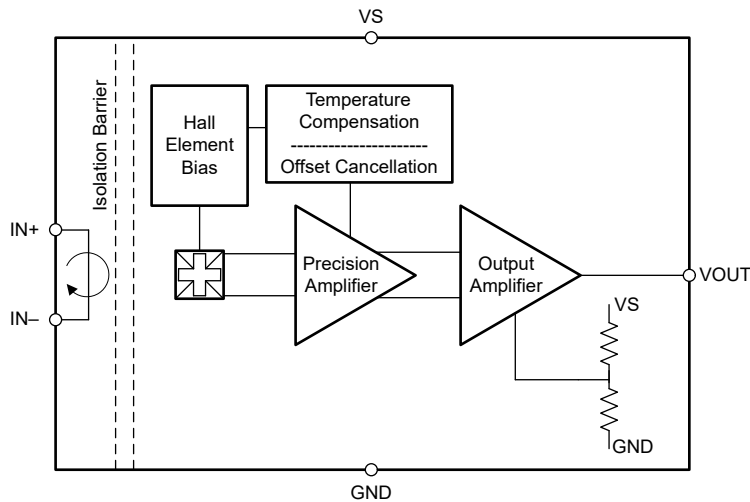 VS
Isolation Barrier
Hall
Element
Bias
Temperature
Compensation
-----------------------
Offset Cancellation
IN+
IN–
Precision
Amplifier
Output
Amplifier
VOUT
VS
GND
GND